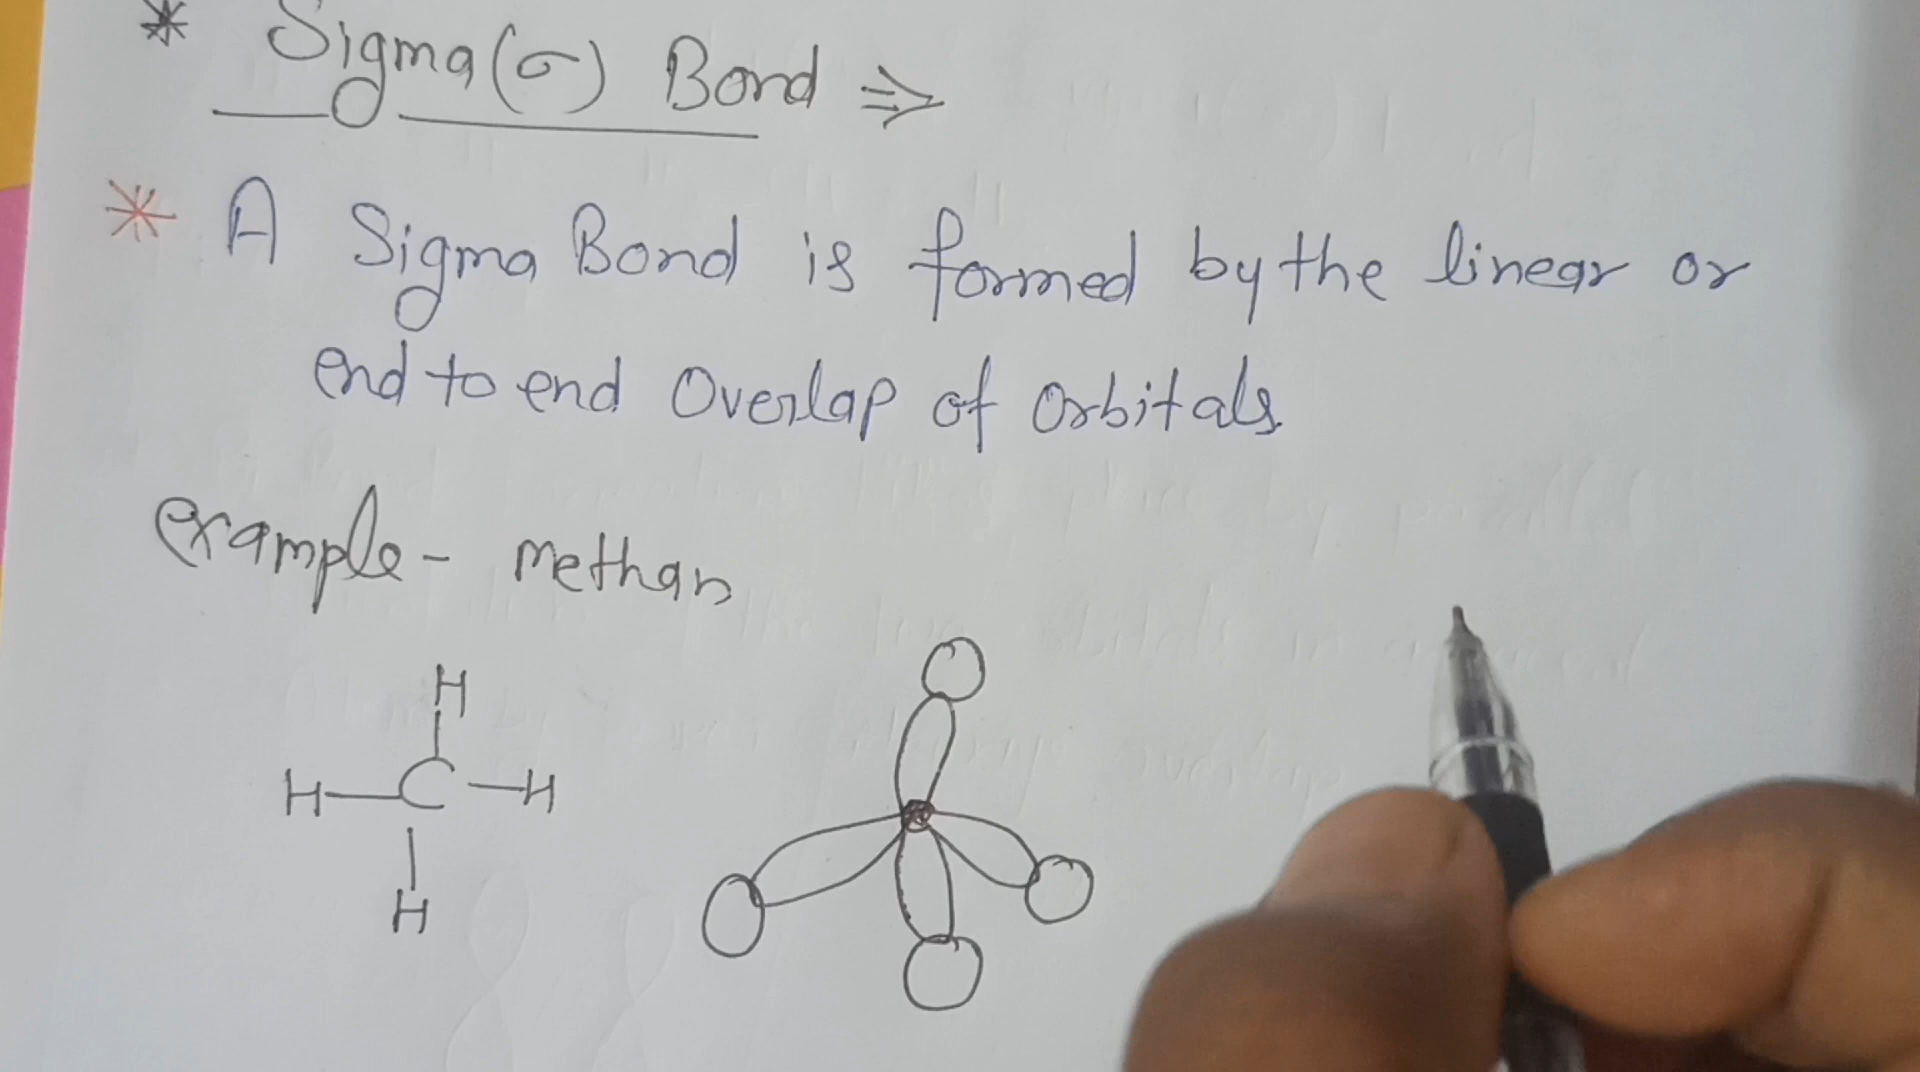 * Sigma (σ) Bond ⇒
* A Sigma Bond is formed by the linear or
end to end Overlap of Orbitals
example - methan
H
H—C—H
H